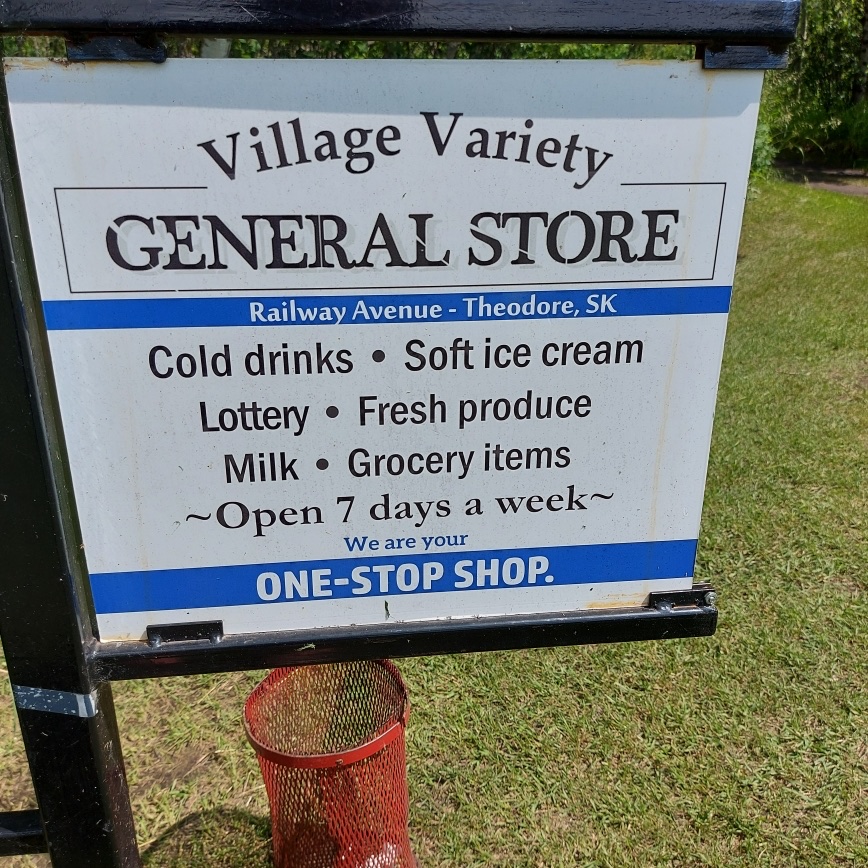 Village Variety
GENERAL STORE
Railway Avenue - Theodore, SK
Cold drinks • Soft ice cream
Lottery • Fresh produce
Milk • Grocery items
~Open 7 days a week~
We are your
ONE-STOP SHOP.